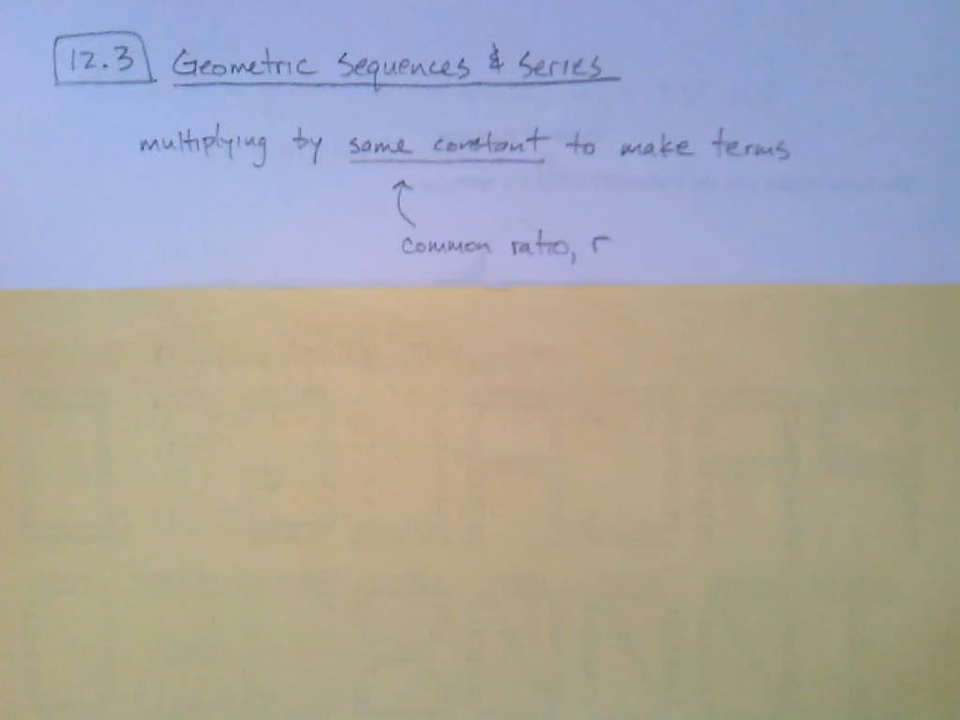 12.3 Geometric Sequences & Series
multiplying by same constant to make terms
common ratio, r